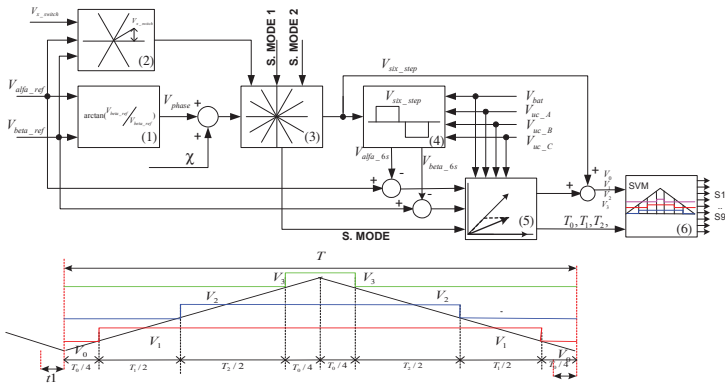 V_x_switch
V_x_switch
(2)
S. MODE 1
S. MODE 2
V_alfa_ref
V_beta_ref
arctan(V_beta_ref / V_beta_ref)
(1)
V_phase
+
+
χ
(3)
V_six_step
V_six_step
(4)
V_bat
V_uc_A
V_uc_B
V_uc_C
V_alfa_6s
V_beta_6s
-
+
-
+
S. MODE
(5)
+
+
V_0
V_1
V_2
V_3
T_0, T_1, T_2,
SVM
(6)
S1
..
S9
T
V_3
V_3
V_2
V_2
-
V_1
V_1
V_0
V_0
T_0 / 4
T_1 / 2
T_2 / 2
T_0 / 4
T_0 / 4
T_2 / 2
T_1 / 2
T_0 / 4
t1